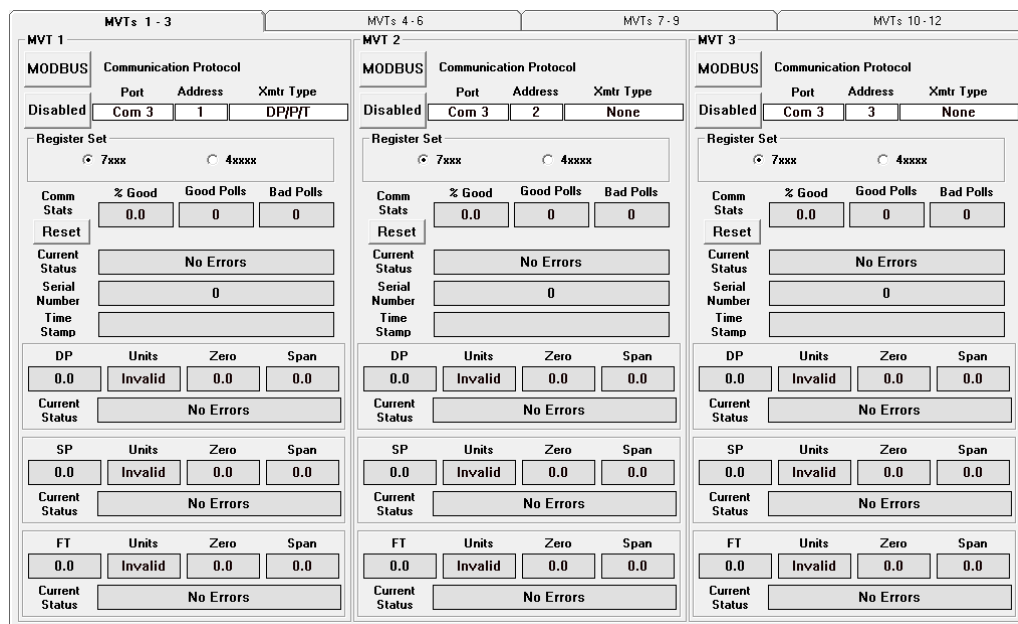 MVTs 1 - 3
MVTs 4 - 6
MVTs 7 - 9
MVTs 10 - 12
MVT 1
MODBUS Communication Protocol
Port Address Xmtr Type
Disabled Com 3 1 DP/P/T
Register Set
7xxx 4xxxx
Comm Stats % Good Good Polls Bad Polls
0.0 0 0
Reset
Current Status No Errors
Serial Number 0
Time Stamp
DP Units Zero Span
0.0 Invalid 0.0 0.0
Current Status No Errors
SP Units Zero Span
0.0 Invalid 0.0 0.0
Current Status No Errors
FT Units Zero Span
0.0 Invalid 0.0 0.0
Current Status No Errors
MVT 2
MODBUS Communication Protocol
Port Address Xmtr Type
Disabled Com 3 2 None
Register Set
7xxx 4xxxx
Comm Stats % Good Good Polls Bad Polls
0.0 0 0
Reset
Current Status No Errors
Serial Number 0
Time Stamp
DP Units Zero Span
0.0 Invalid 0.0 0.0
Current Status No Errors
SP Units Zero Span
0.0 Invalid 0.0 0.0
Current Status No Errors
FT Units Zero Span
0.0 Invalid 0.0 0.0
Current Status No Errors
MVT 3
MODBUS Communication Protocol
Port Address Xmtr Type
Disabled Com 3 3 None
Register Set
7xxx 4xxxx
Comm Stats % Good Good Polls Bad Polls
0.0 0 0
Reset
Current Status No Errors
Serial Number 0
Time Stamp
DP Units Zero Span
0.0 Invalid 0.0 0.0
Current Status No Errors
SP Units Zero Span
0.0 Invalid 0.0 0.0
Current Status No Errors
FT Units Zero Span
0.0 Invalid 0.0 0.0
Current Status No Errors